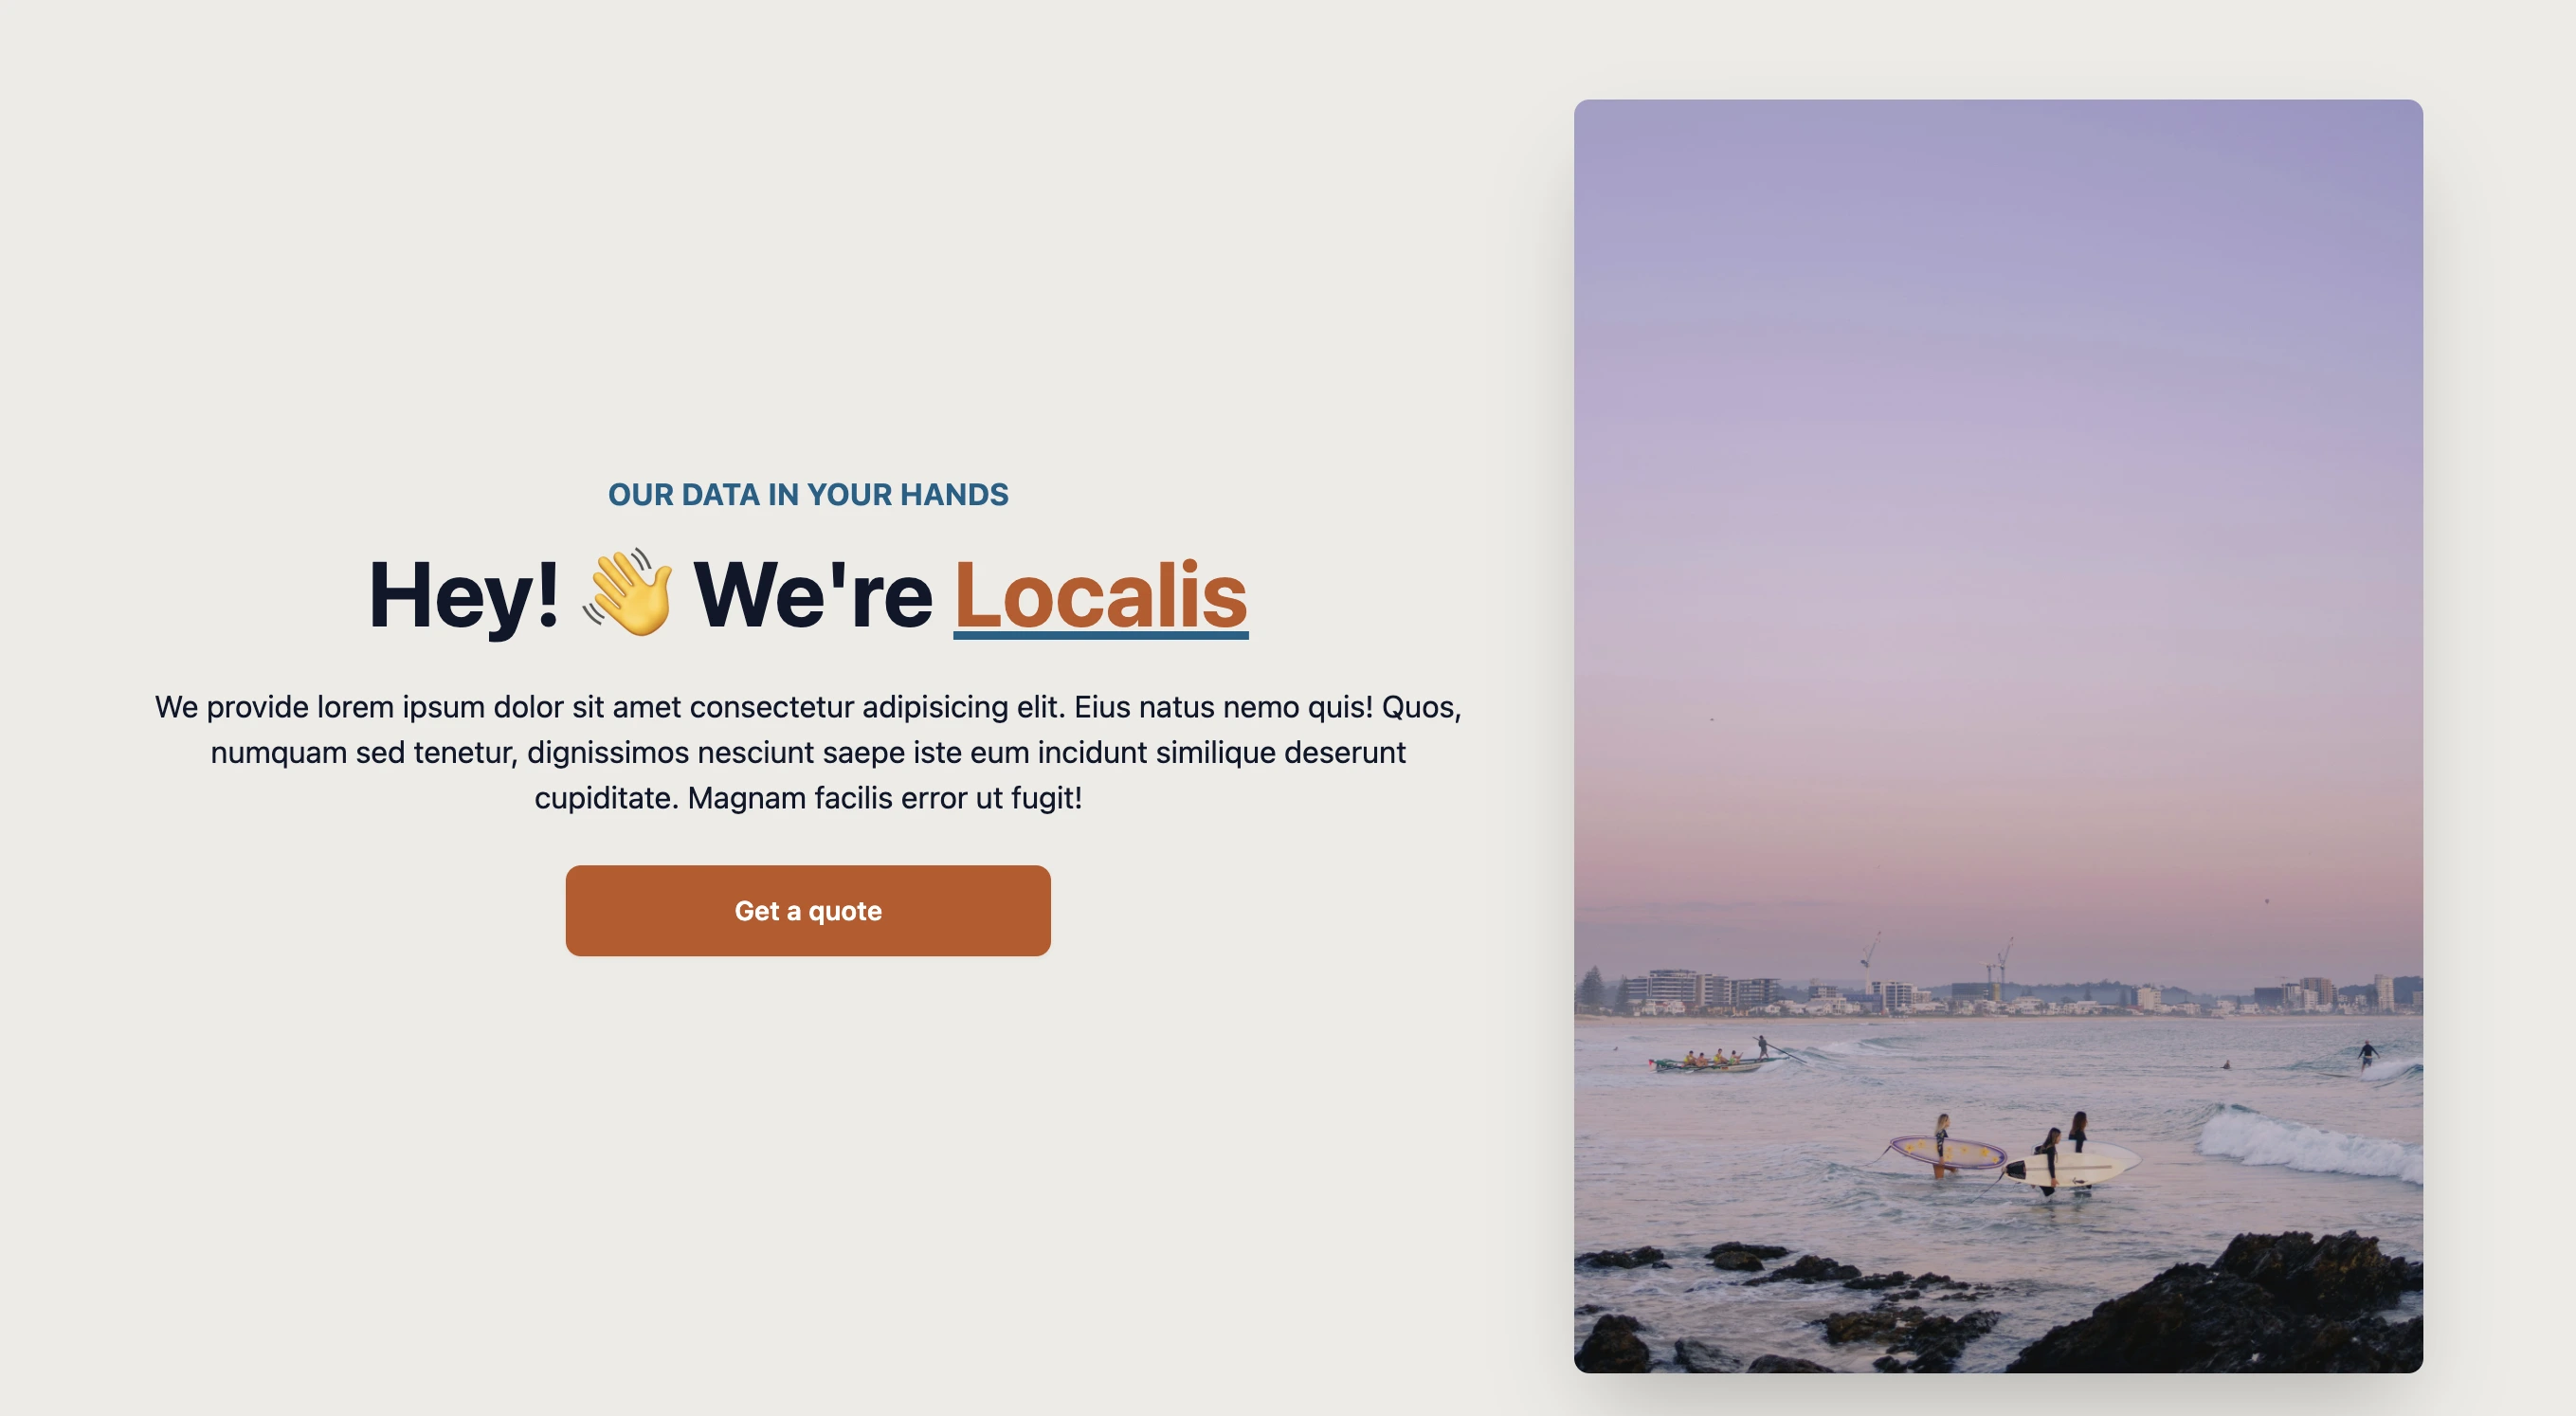 OUR DATA IN YOUR HANDS
Hey! 👋 We're Localis
We provide lorem ipsum dolor sit amet consectetur adipisicing elit. Eius natus nemo quis! Quos,
numquam sed tenetur, dignissimos nesciunt saepe iste eum incidunt similique deserunt
cupiditate. Magnam facilis error ut fugit!
Get a quote